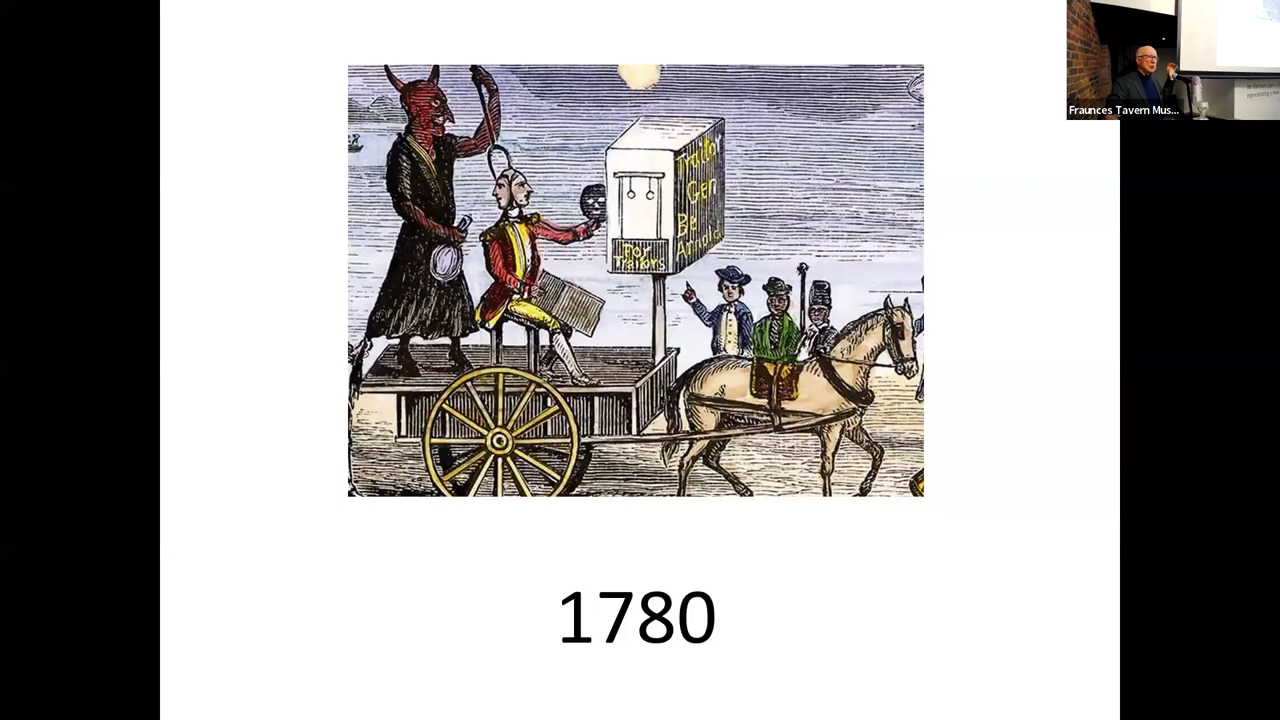 Fraunces Tavern Mus...
Traitor
Gen
Be
Arnold
For
Traitors
1780